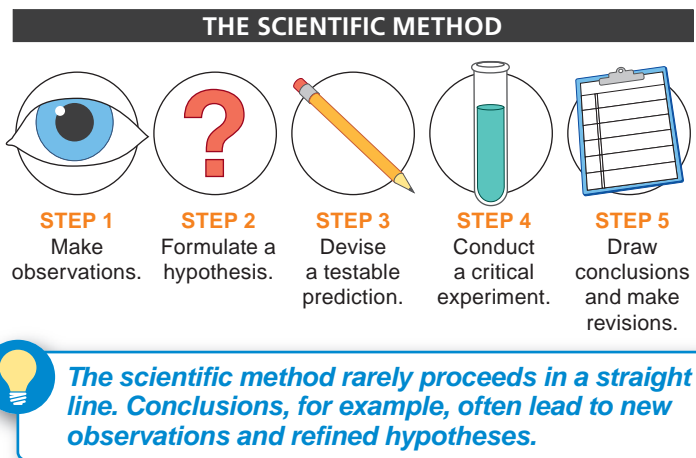 THE SCIENTIFIC METHOD
STEP 1
Make
observations.
STEP 2
Formulate a
hypothesis.
STEP 3
Devise
a testable
prediction.
STEP 4
Conduct
a critical
experiment.
STEP 5
Draw
conclusions
and make
revisions.
The scientific method rarely proceeds in a straight
line. Conclusions, for example, often lead to new
observations and refined hypotheses.